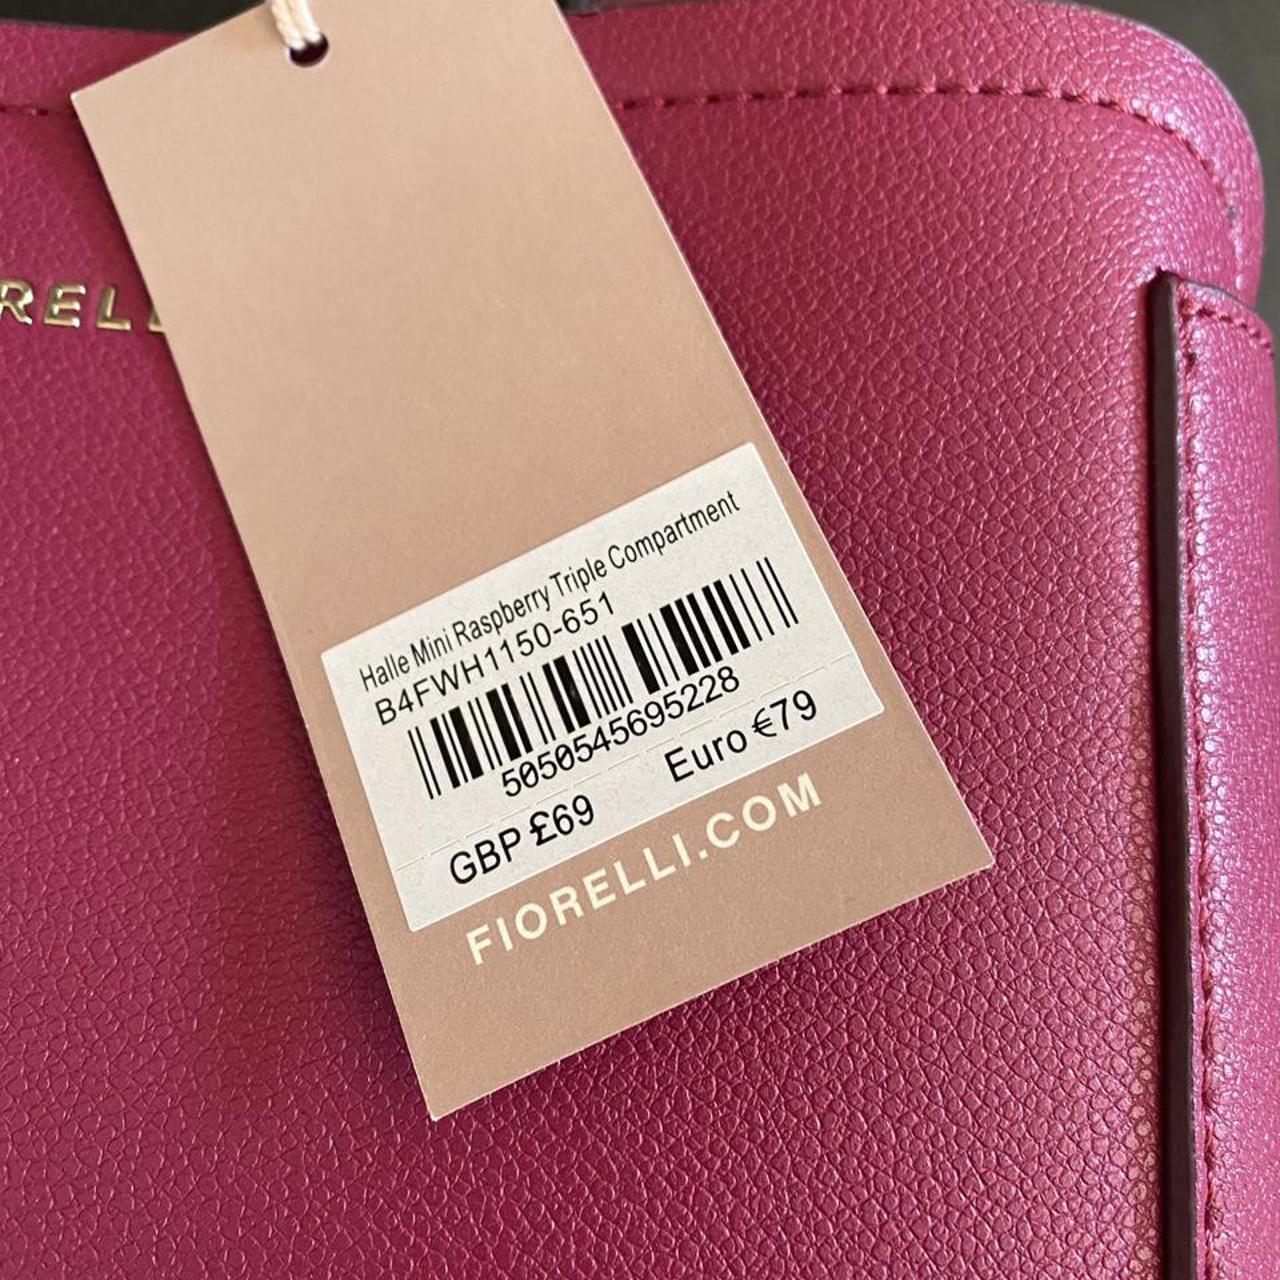 RELL
Halle Mini Raspberry Triple Compartment
B4FWH1150-651
5050545695228
GBP £69 Euro €79
FIORELLI.COM